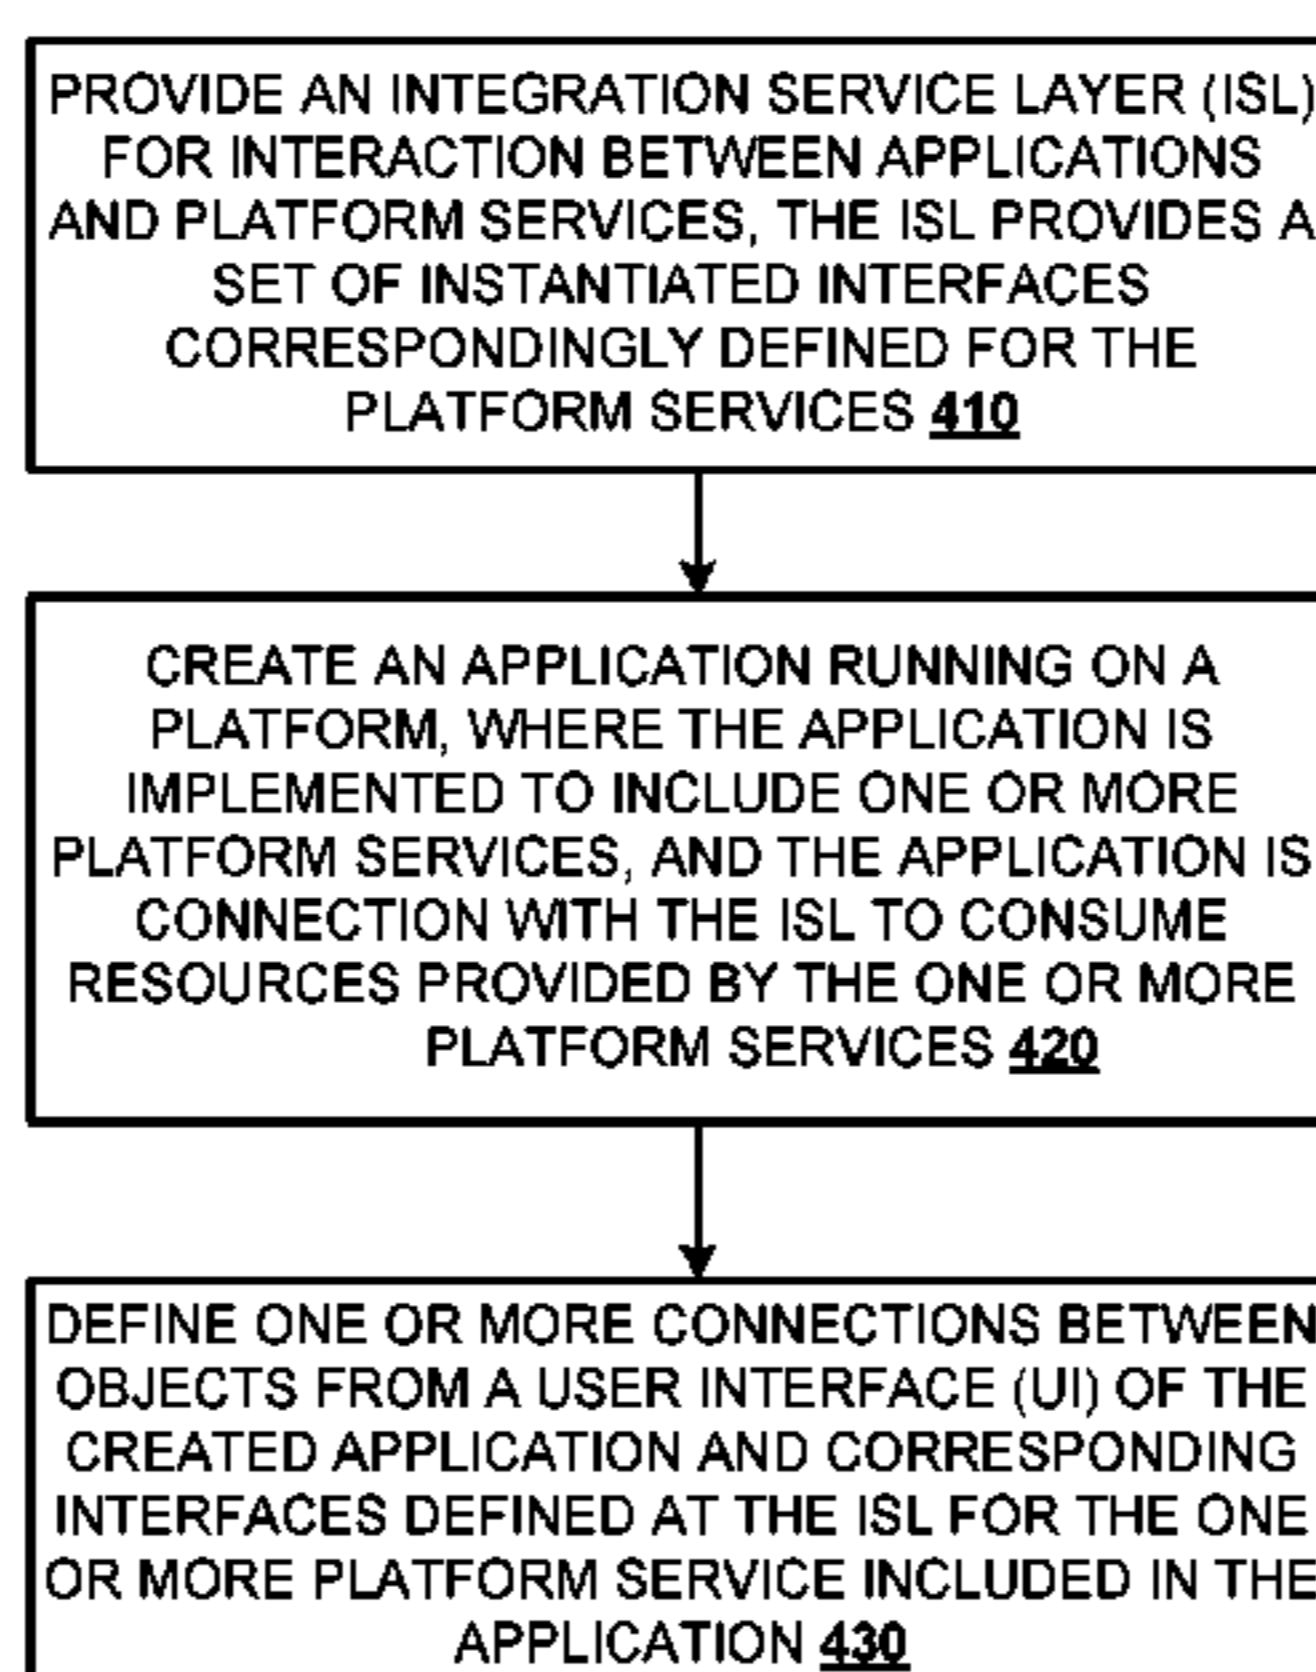 PROVIDE AN INTEGRATION SERVICE LAYER (ISL)
FOR INTERACTION BETWEEN APPLICATIONS
AND PLATFORM SERVICES, THE ISL PROVIDES A
SET OF INSTANTIATED INTERFACES
CORRESPONDINGLY DEFINED FOR THE
PLATFORM SERVICES 410
CREATE AN APPLICATION RUNNING ON A
PLATFORM, WHERE THE APPLICATION IS
IMPLEMENTED TO INCLUDE ONE OR MORE
PLATFORM SERVICES, AND THE APPLICATION IS
CONNECTION WITH THE ISL TO CONSUME
RESOURCES PROVIDED BY THE ONE OR MORE
PLATFORM SERVICES 420
DEFINE ONE OR MORE CONNECTIONS BETWEEN
OBJECTS FROM A USER INTERFACE (UI) OF THE
CREATED APPLICATION AND CORRESPONDING
INTERFACES DEFINED AT THE ISL FOR THE ONE
OR MORE PLATFORM SERVICE INCLUDED IN THE
APPLICATION 430